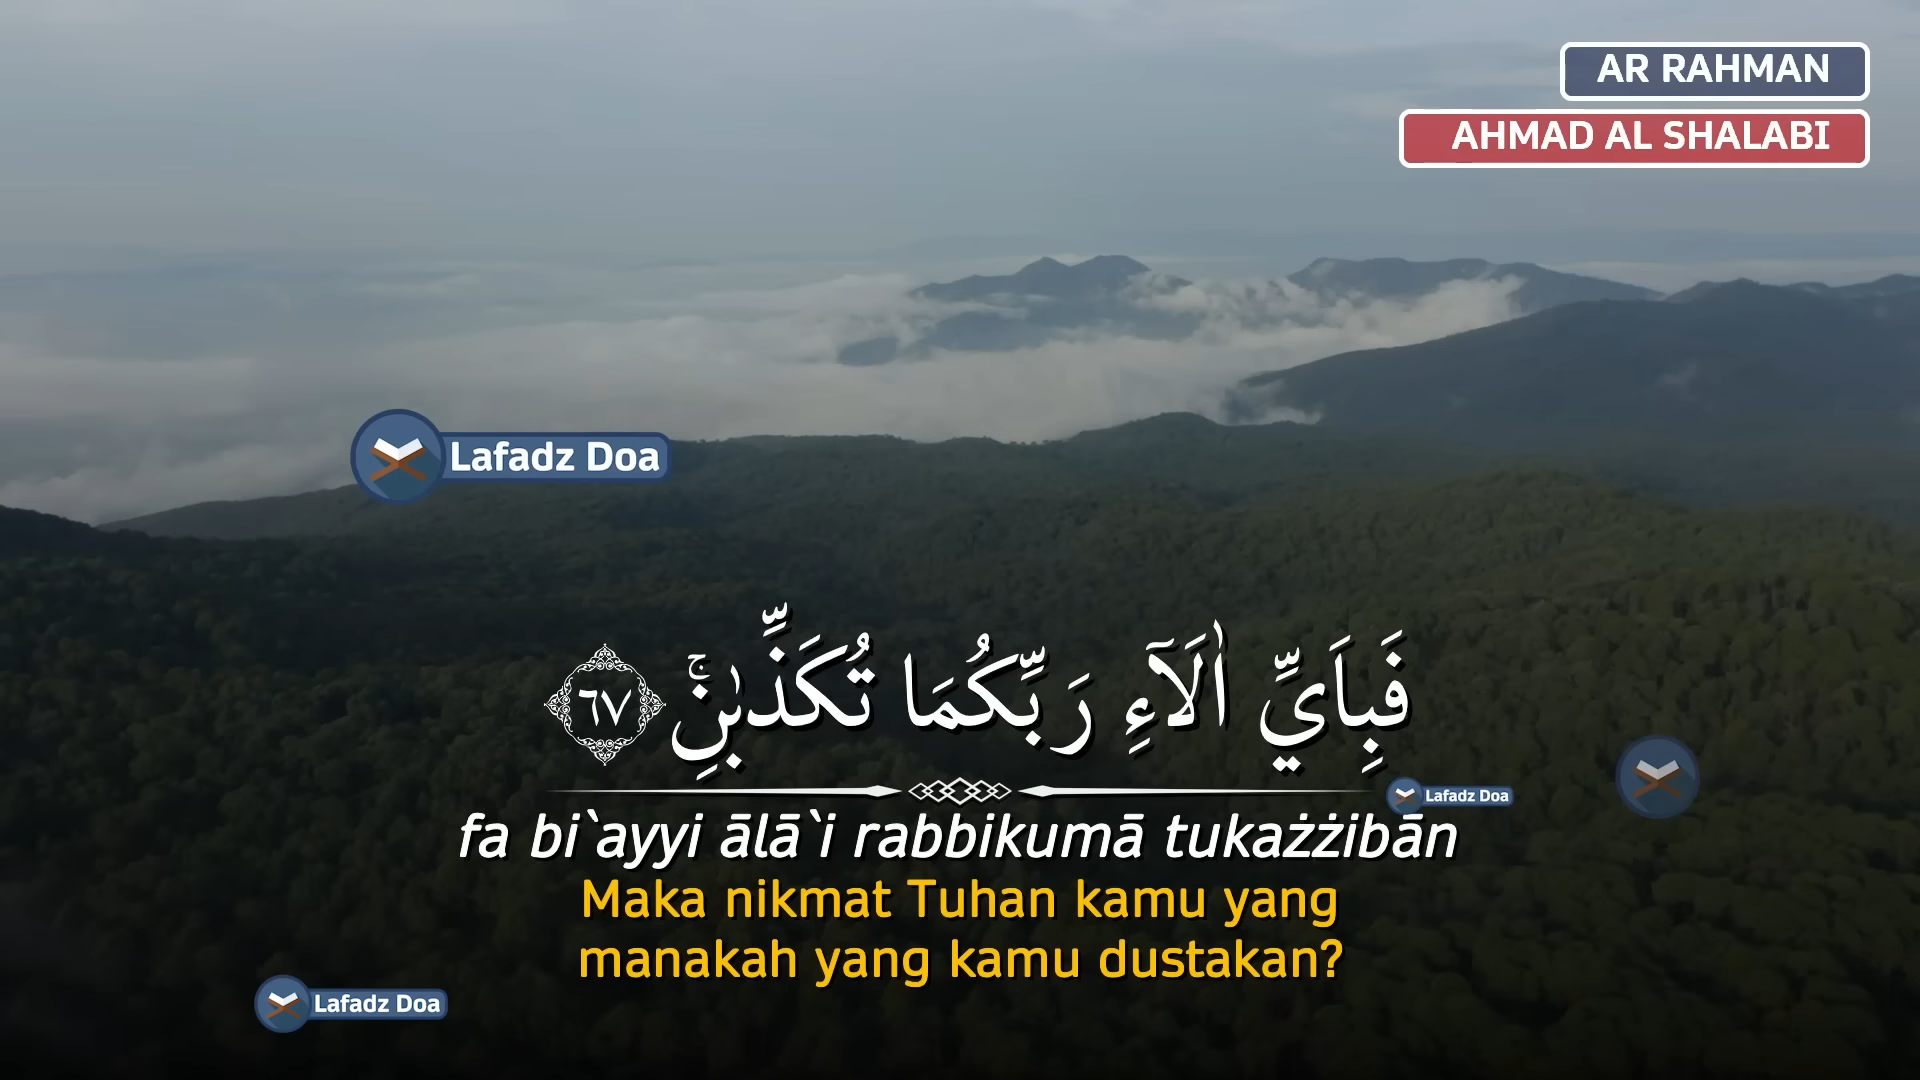 AR RAHMAN
AHMAD AL SHALABI
Lafadz Doa
فَبِاَيِّ اٰلَاۤءِ رَبِّكُمَا تُكَذِّبٰنِۚ ٦٧
Lafadz Doa
fa bi`ayyi ālā`i rabbikumā tukażżibān
Maka nikmat Tuhan kamu yang
manakah yang kamu dustakan?
Lafadz Doa